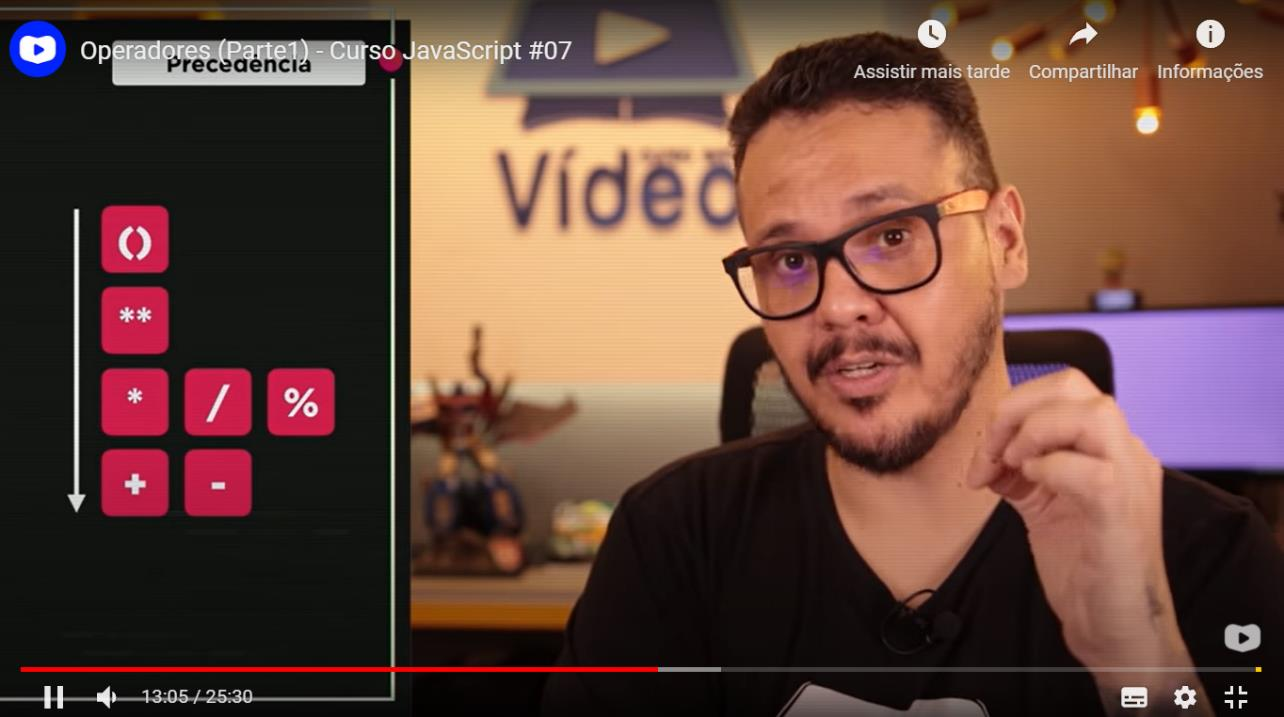 Operadores (Parte1) - Curso JavaScript #07
Assistir mais tarde
Compartilhar
Informações
Precedência
Vídeo
()
**
* / %
+ -
13:05 / 25:30